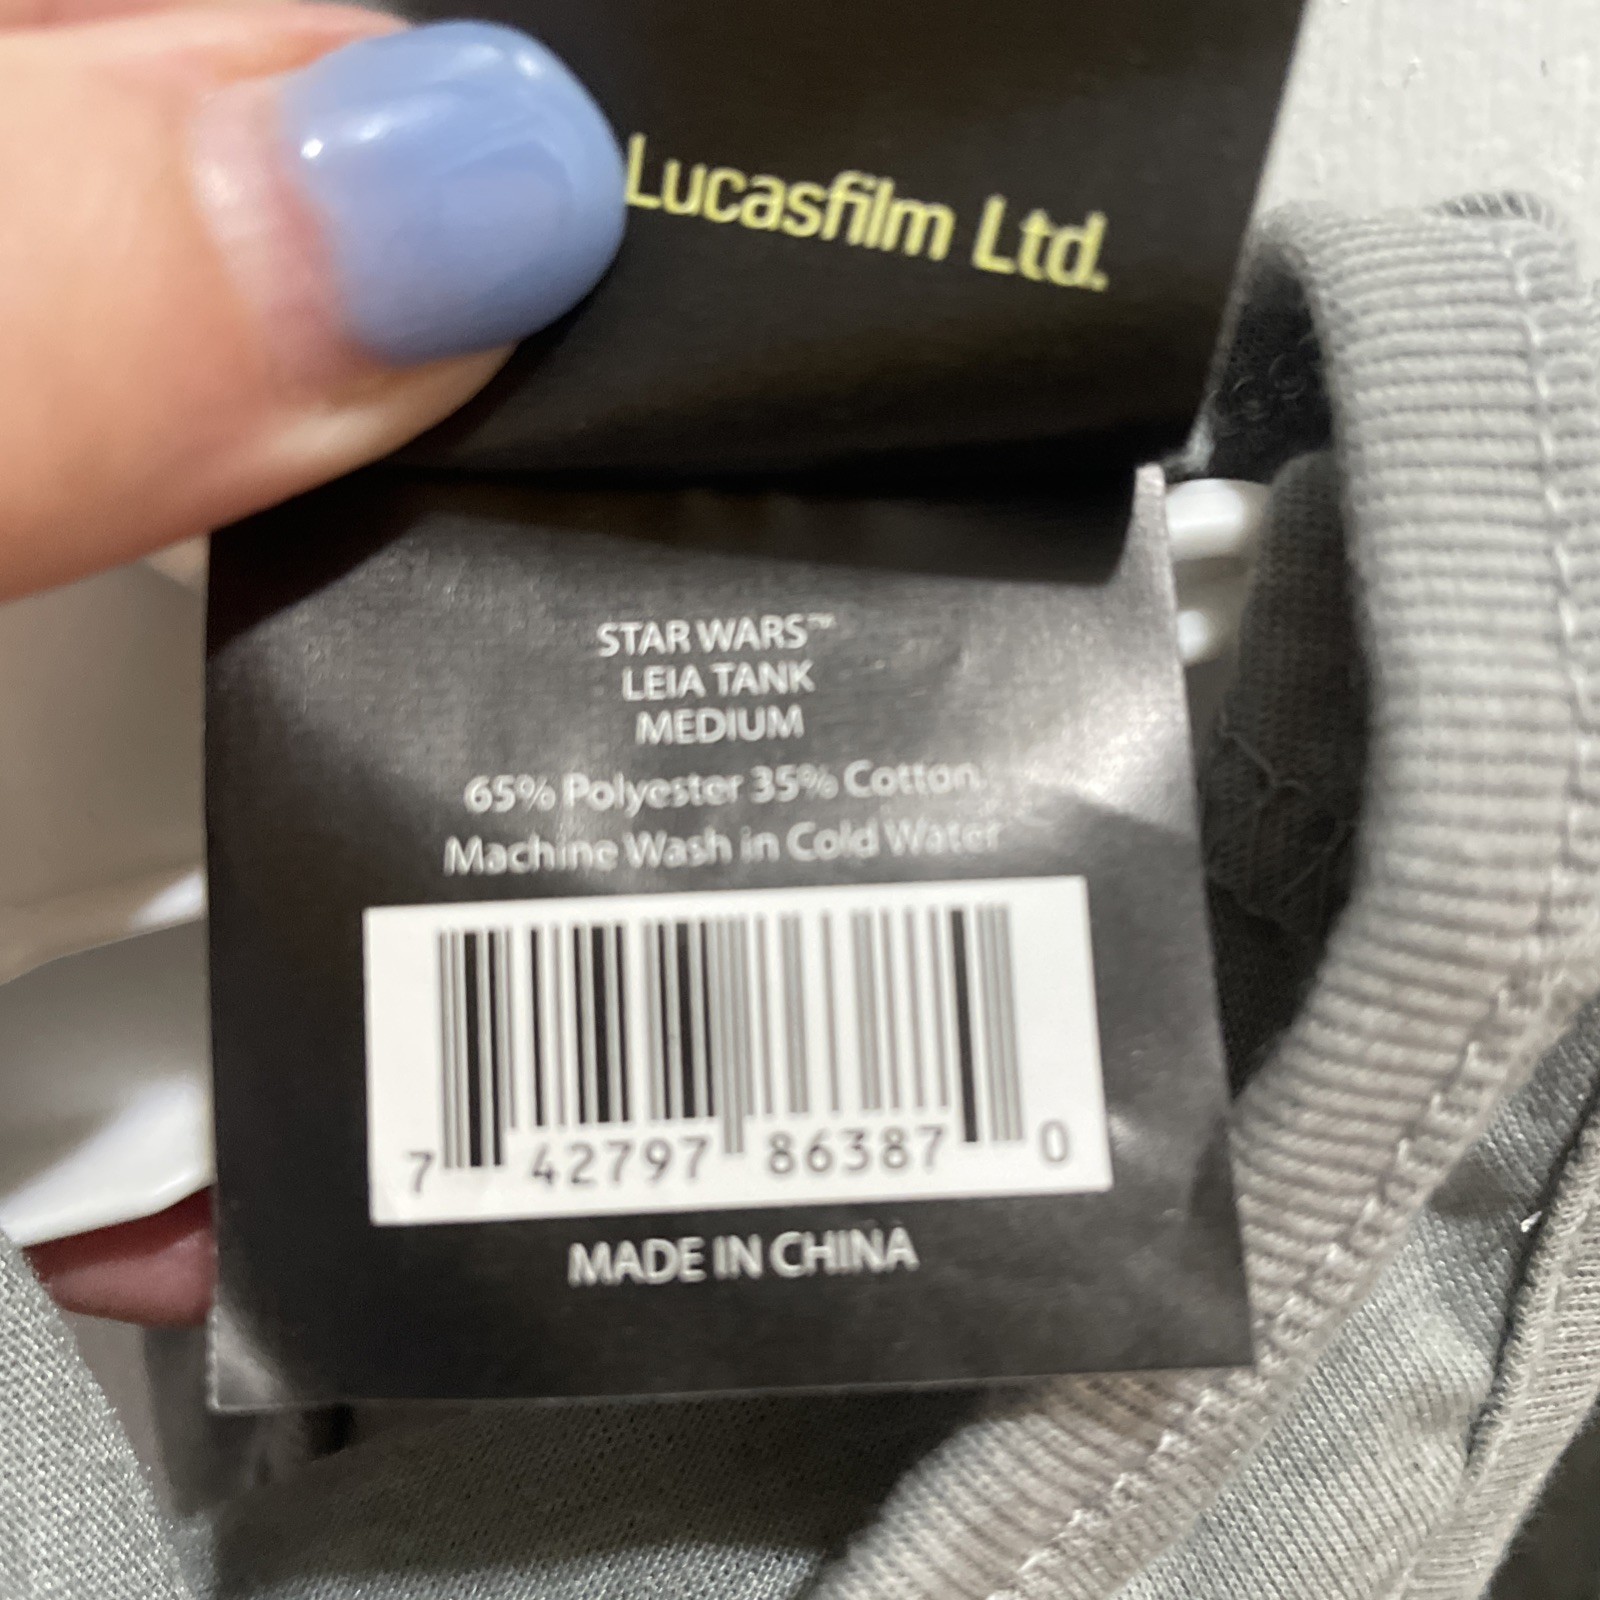 Lucasfilm Ltd.
STAR WARS™
LEIA TANK
MEDIUM
65% Polyester 35% Cotton
Machine Wash in Cold Water
7 42797 86387 0
MADE IN CHINA